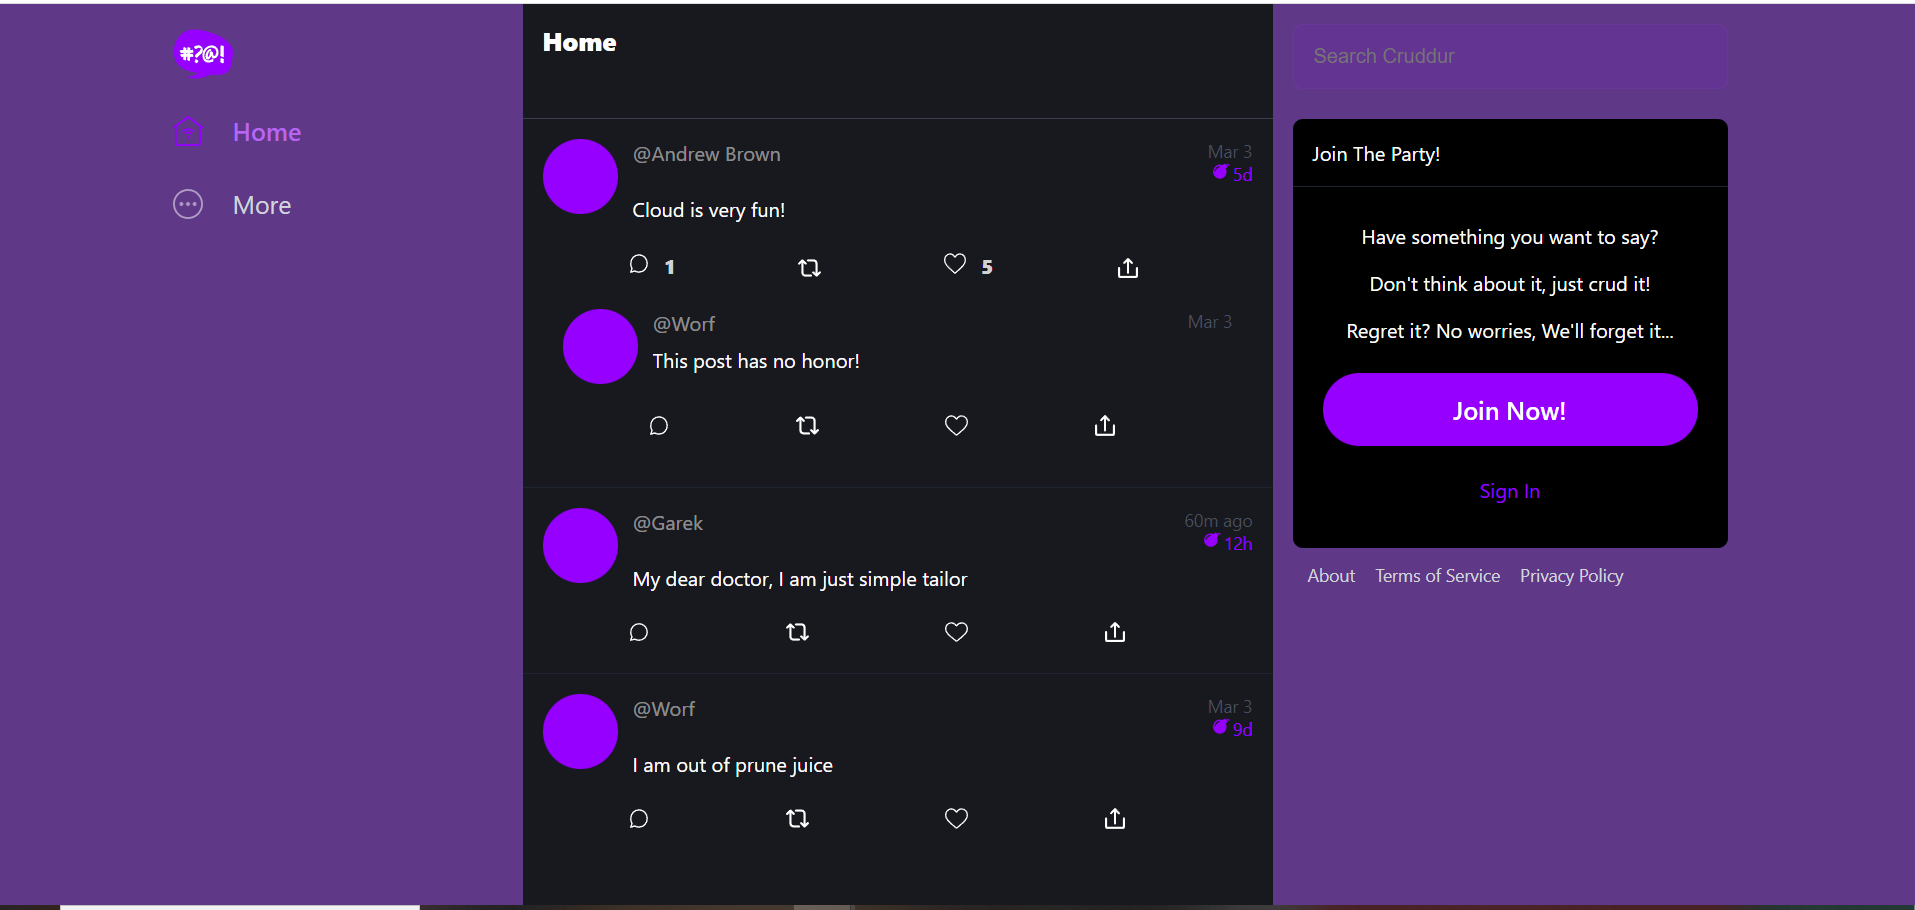 #?@!
Home
More
Home
@Andrew Brown
Mar 3
5d
Cloud is very fun!
1
5
@Worf
Mar 3
This post has no honor!
@Garek
60m ago
12h
My dear doctor, I am just simple tailor
@Worf
Mar 3
9d
I am out of prune juice
Search Cruddur
Join The Party!
Have something you want to say?
Don't think about it, just crud it!
Regret it? No worries, We'll forget it...
Join Now!
Sign In
About Terms of Service Privacy Policy